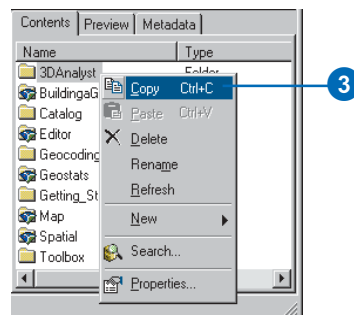 Contents Preview Metadata
Name Type
3DAnalyst Folder
BuildingaG
Catalog
Editor
Geocoding
Geostats
Getting_St
Map
Spatial
Toolbox
Copy Ctrl+C
Paste Ctrl+V
Delete
Rename
Refresh
New
Search...
Properties...
3